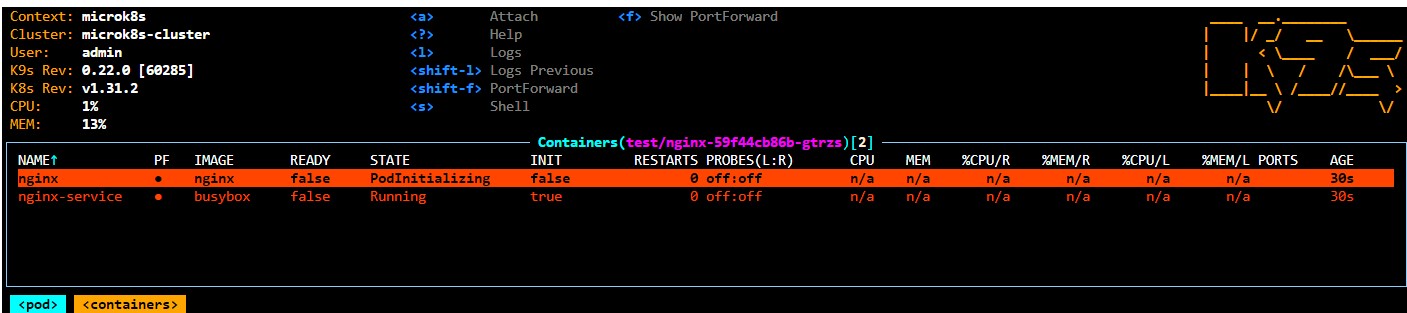 Context: microk8s <a> Attach <f> Show PortForward
Cluster: microk8s-cluster <?> Help
User: admin <l> Logs
K9s Rev: 0.22.0 [60285] <shift-l> Logs Previous
K8s Rev: v1.31.2 <shift-f> PortForward
CPU: 1% <s> Shell
MEM: 13%
K9s
Containers(test/nginx-59f44cb86b-gtrzs)[2]
NAME↑ PF IMAGE READY STATE INIT RESTARTS PROBES(L:R) CPU MEM %CPU/R %MEM/R %CPU/L %MEM/L PORTS AGE
nginx ● nginx false PodInitializing false 0 off:off n/a n/a n/a n/a n/a n/a 30s
nginx-service ● busybox false Running true 0 off:off n/a n/a n/a n/a n/a n/a 30s
<pod> <containers>